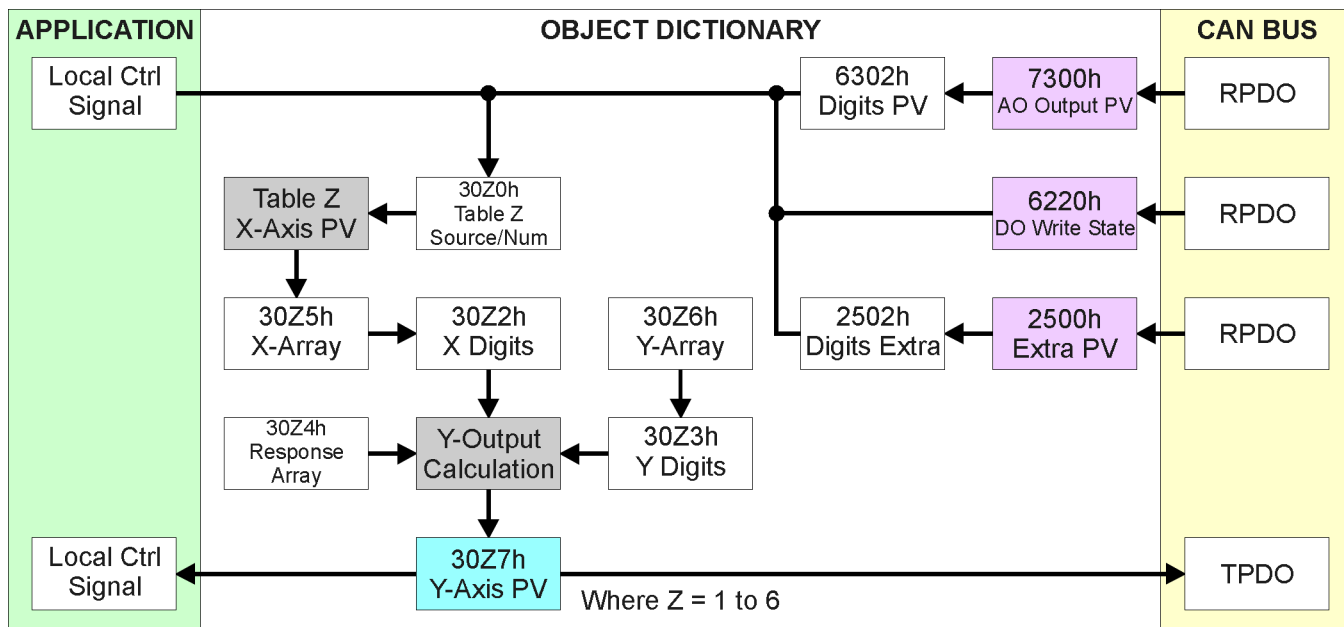 APPLICATION
OBJECT DICTIONARY
CAN BUS
Local Ctrl
Signal
6302h
Digits PV
7300h
AO Output PV
RPDO
Table Z
X-Axis PV
30Z0h
Table Z
Source/Num
6220h
DO Write State
RPDO
30Z5h
X-Array
30Z2h
X Digits
30Z6h
Y-Array
2502h
Digits Extra
2500h
Extra PV
RPDO
30Z4h
Response
Array
Y-Output
Calculation
30Z3h
Y Digits
Local Ctrl
Signal
30Z7h
Y-Axis PV
TPDO
Where Z = 1 to 6